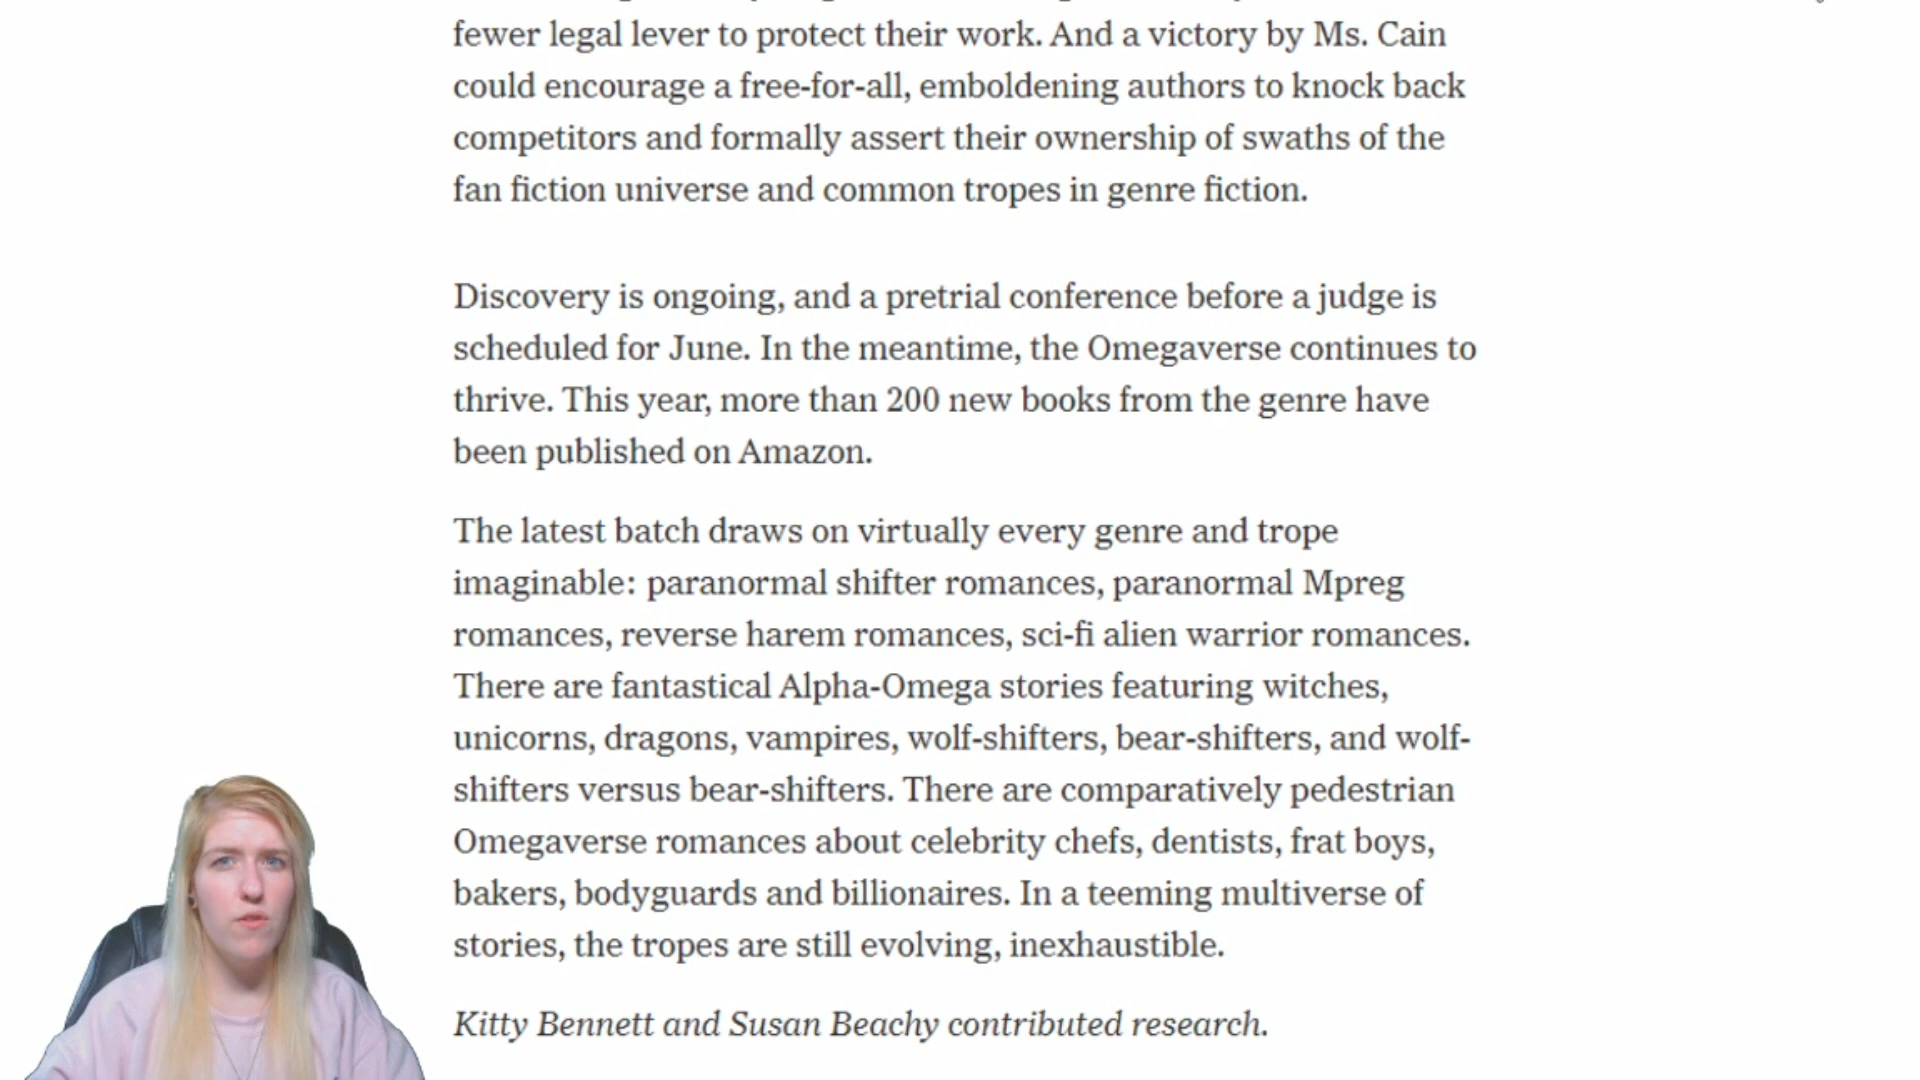 fewer legal lever to protect their work. And a victory by Ms. Cain
could encourage a free-for-all, emboldening authors to knock back
competitors and formally assert their ownership of swaths of the
fan fiction universe and common tropes in genre fiction.
Discovery is ongoing, and a pretrial conference before a judge is
scheduled for June. In the meantime, the Omegaverse continues to
thrive. This year, more than 200 new books from the genre have
been published on Amazon.
The latest batch draws on virtually every genre and trope
imaginable: paranormal shifter romances, paranormal Mpreg
romances, reverse harem romances, sci-fi alien warrior romances.
There are fantastical Alpha-Omega stories featuring witches,
unicorns, dragons, vampires, wolf-shifters, bear-shifters, and wolf-
shifters versus bear-shifters. There are comparatively pedestrian
Omegaverse romances about celebrity chefs, dentists, frat boys,
bakers, bodyguards and billionaires. In a teeming multiverse of
stories, the tropes are still evolving, inexhaustible.
Kitty Bennett and Susan Beachy contributed research.